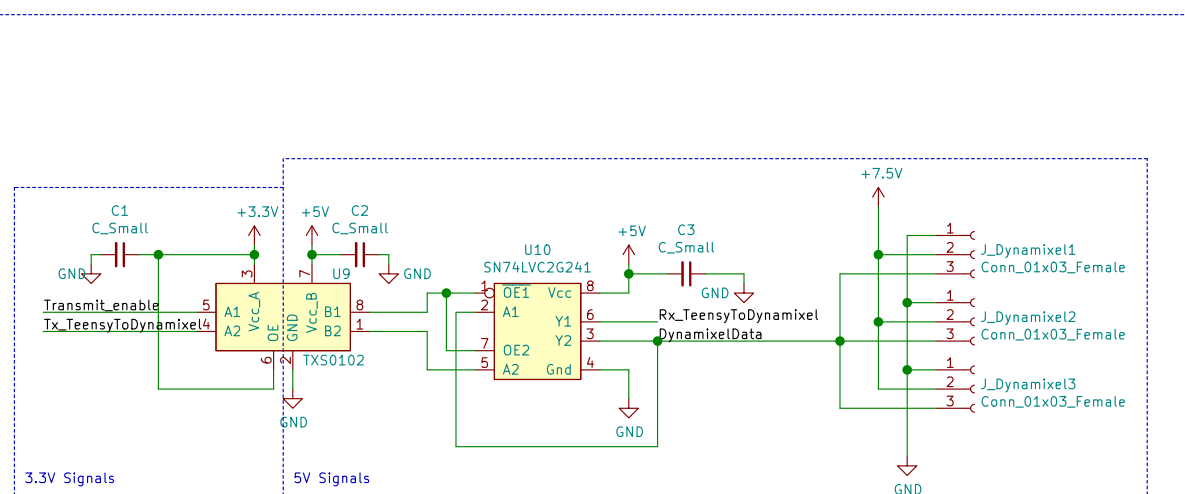 +7.5V
C1
C_Small
+3.3V
+5V
C2
C_Small
GND
3
7
U9
GND
Transmit_enable
5
A1
Vcc_A
Vcc_B
B1
8
Tx_TeensyToDynamixel
4
A2
OE
GND
B2
1
6
2
TXS0102
GND
U10
SN74LVC2G241
1
OE1
Vcc
8
2
A1
Y1
6
Y2
3
7
OE2
5
A2
Gnd
4
+5V
C3
C_Small
GND
Rx_TeensyToDynamixel
DynamixelData
GND
1
2
3
J_Dynamixel1
Conn_01x03_Female
1
2
3
J_Dynamixel2
Conn_01x03_Female
1
2
3
J_Dynamixel3
Conn_01x03_Female
GND
3.3V Signals
5V Signals